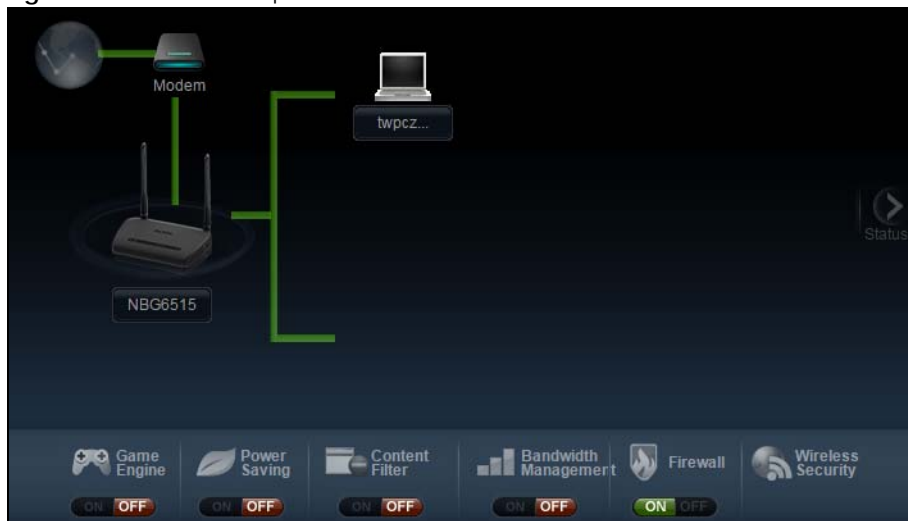 Modem
twpcz...
Status
NBG6515
Game
Engine
Power
Saving
Content
Filter
Bandwidth
Management
Firewall
Wireless
Security
ON OFF
ON OFF
ON OFF
ON OFF
ON OFF